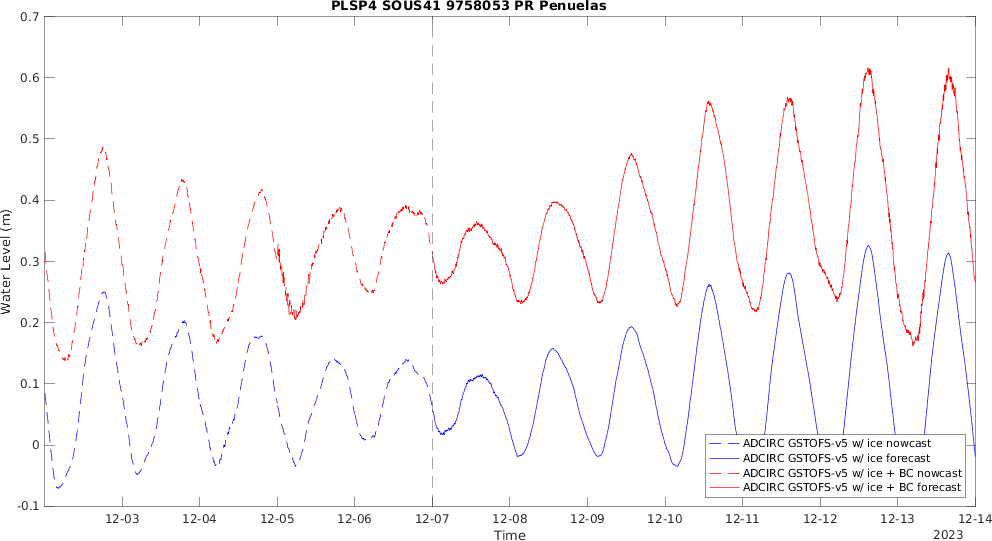 PLSP4 SOUS41 9758053 PR Penuelas
0.7
0.6
0.5
0.4
0.3
0.2
0.1
0
-0.1
Water Level (m)
12-03 12-04 12-05 12-06 12-07 12-08 12-09 12-10 12-11 12-12 12-13 12-14
Time
2023
ADCIRC GSTOFS-v5 w/ ice nowcast
ADCIRC GSTOFS-v5 w/ ice forecast
ADCIRC GSTOFS-v5 w/ ice + BC nowcast
ADCIRC GSTOFS-v5 w/ ice + BC forecast